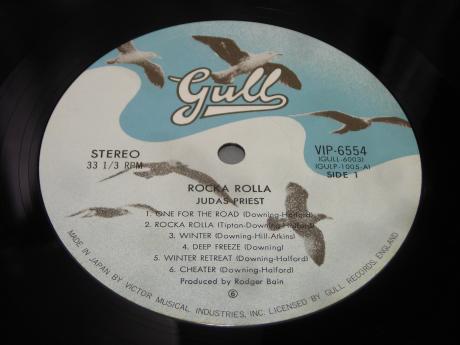 Gull
STEREO
33 1/3 RPM
VIP-6554
(GULL-6003)
(GULP-1005-A)
SIDE 1
ROCKA ROLLA
JUDAS PRIEST
1. ONE FOR THE ROAD (Downing-Halford)
2. ROCKA ROLLA (Tipton-Downing-Halford)
3. WINTER (Downing-Hill-Atkins)
4. DEEP FREEZE (Downing)
5. WINTER RETREAT (Downing-Halford)
6. CHEATER (Downing-Halford)
Produced by Rodger Bain
6
MADE IN JAPAN BY VICTOR MUSICAL INDUSTRIES, INC. LICENSED BY GULL RECORDS, ENGLAND